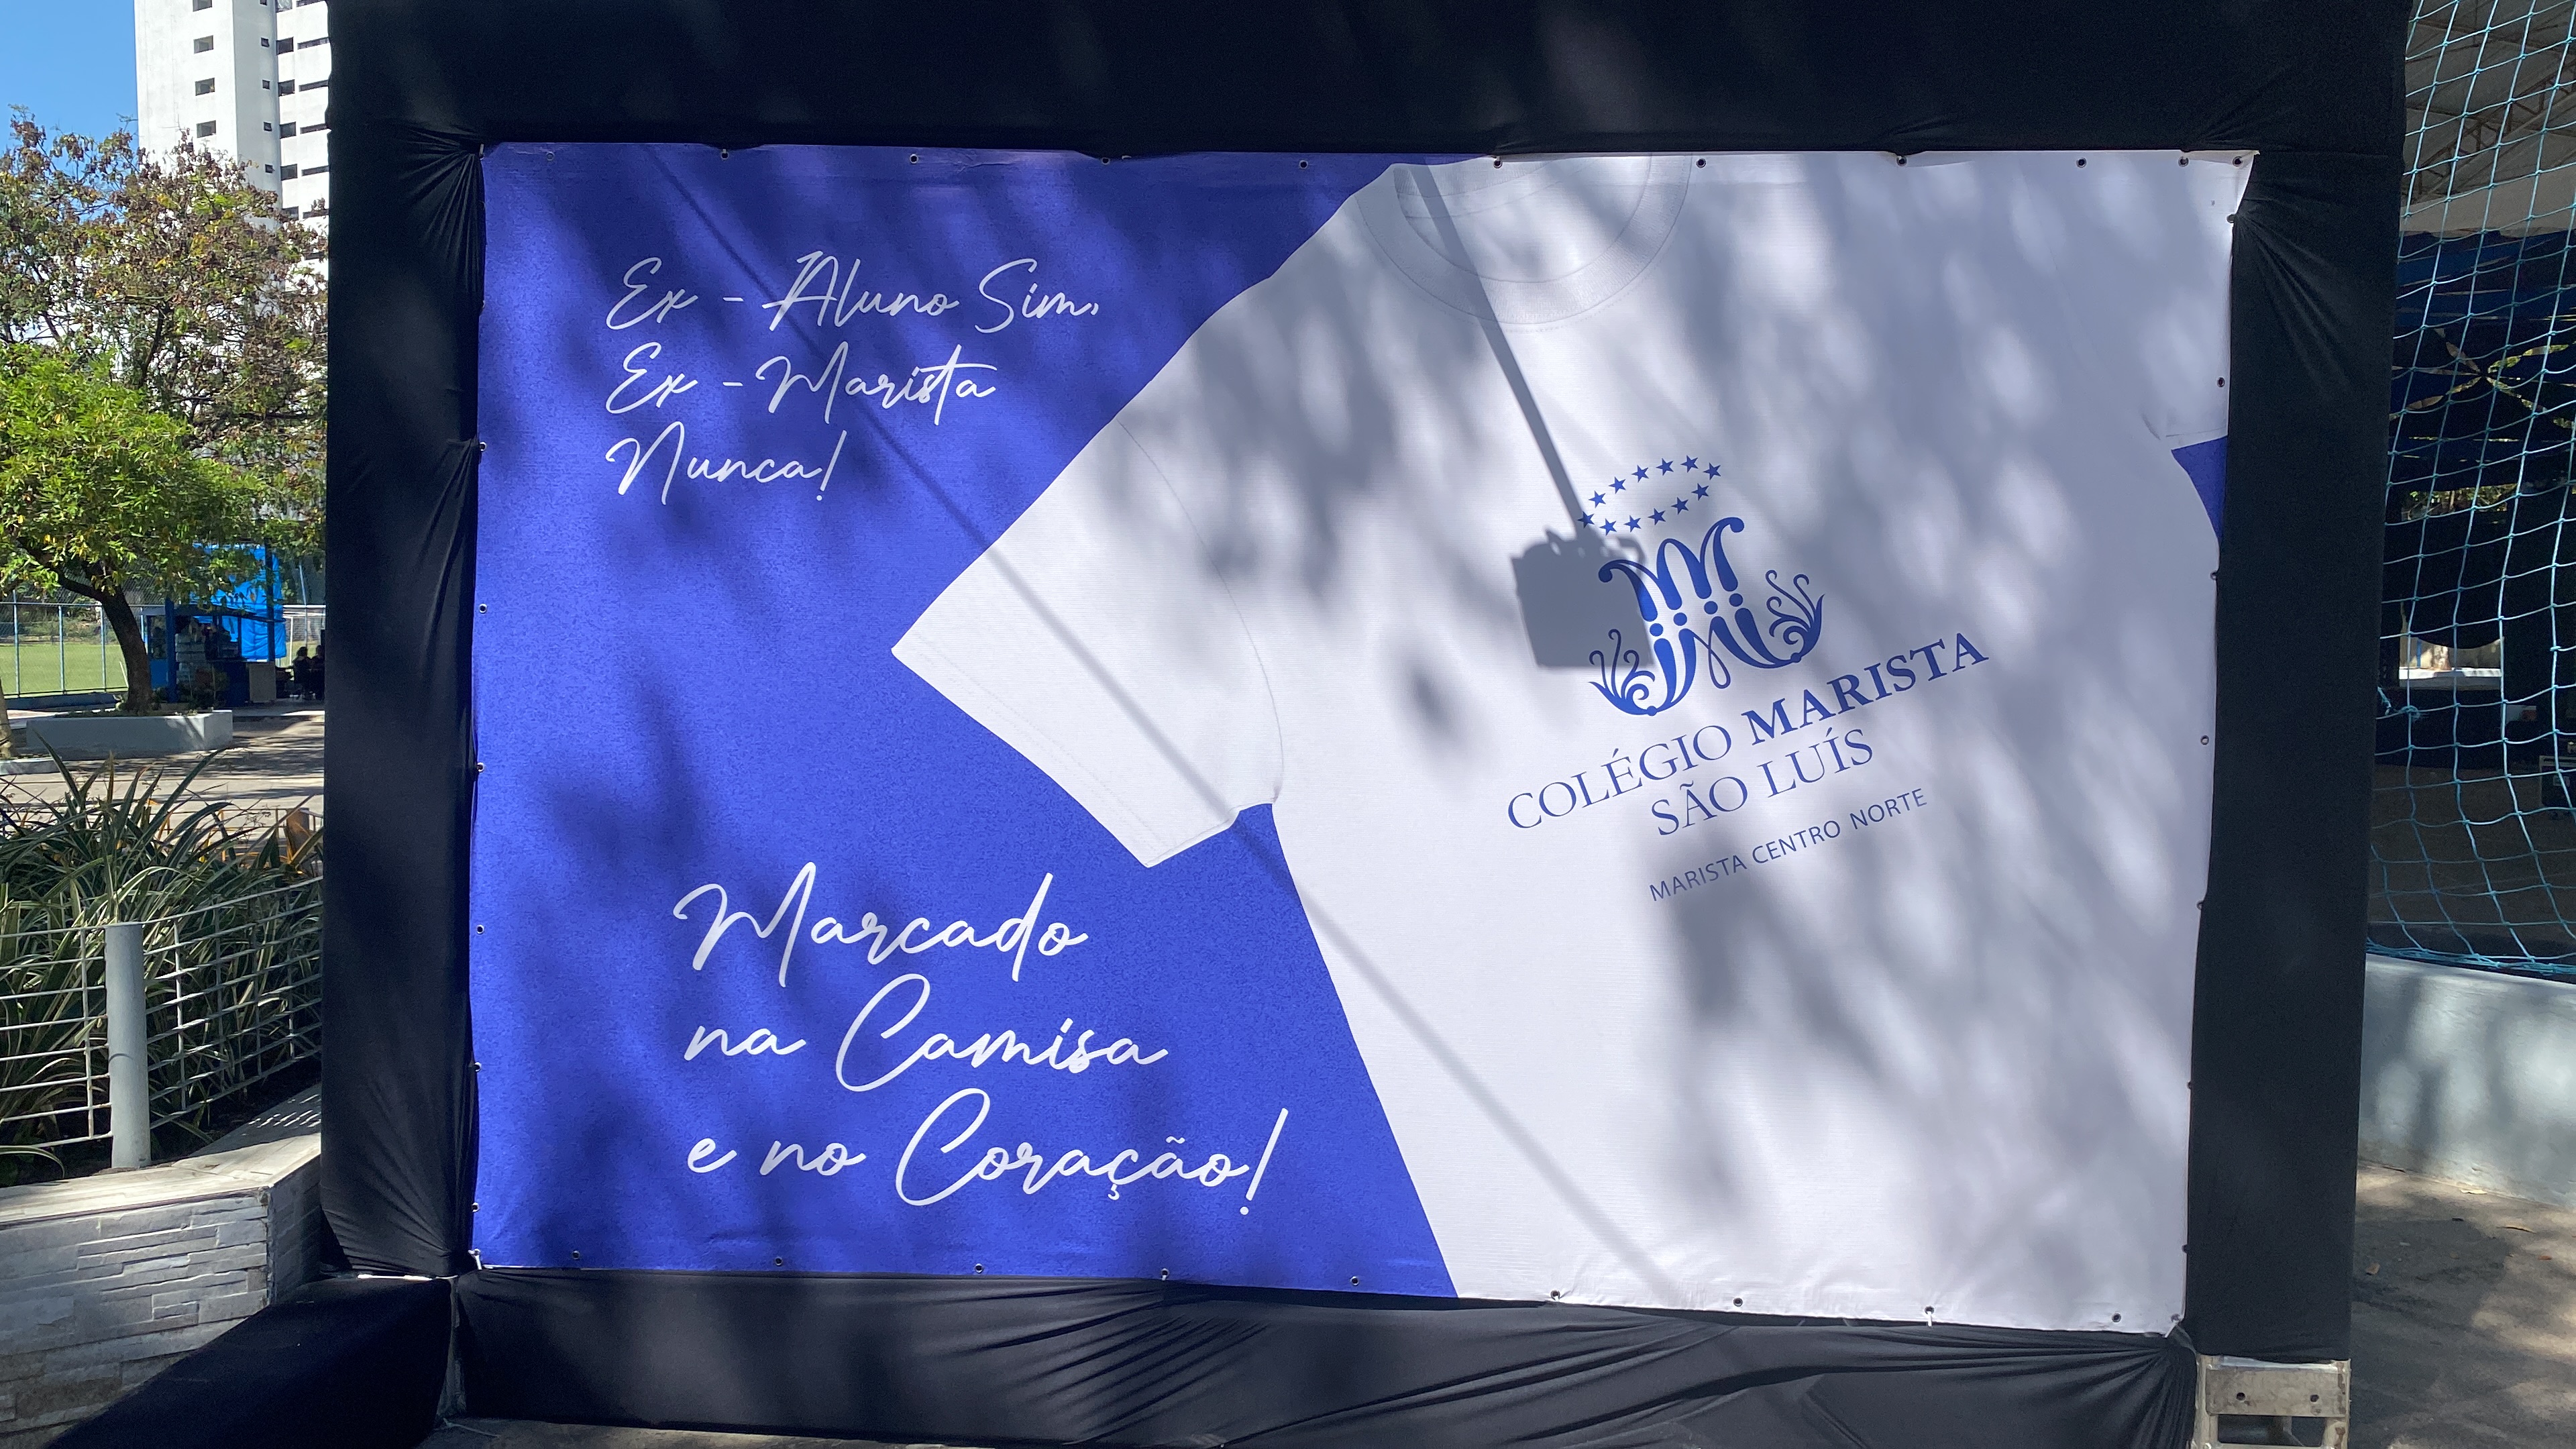 Ex - Aluno Sim,
Ex - Marista
Nunca!
Marcado
na Camisa
e no Coração!
COLÉGIO MARISTA
SÃO LUÍS
MARISTA CENTRO NORTE